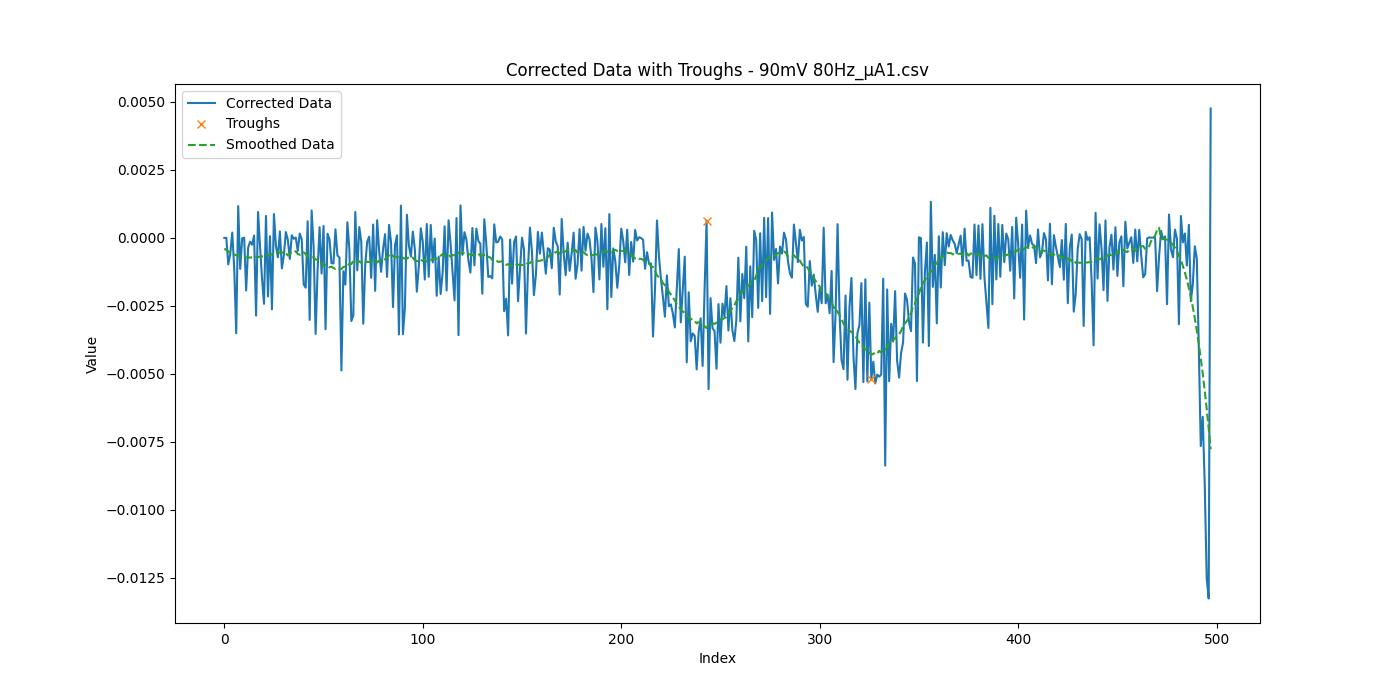 Corrected Data with Troughs - 90mV 80Hz_µA1.csv
Corrected Data
Troughs
Smoothed Data
0.0050
0.0025
0.0000
−0.0025
−0.0050
−0.0075
−0.0100
−0.0125
Value
0 100 200 300 400 500
Index